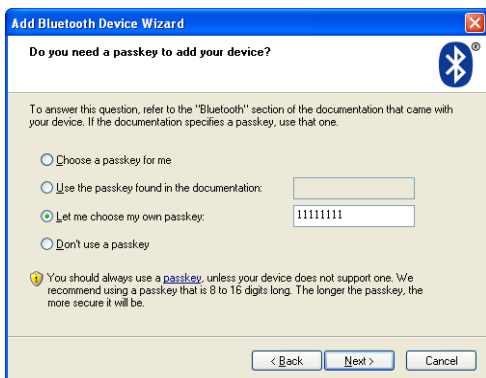 Add Bluetooth Device Wizard
Do you need a passkey to add your device?
®
To answer this question, refer to the "Bluetooth" section of the documentation that came with
your device. If the documentation specifies a passkey, use that one.
Choose a passkey for me
Use the passkey found in the documentation:
Let me choose my own passkey: 11111111
Don't use a passkey
You should always use a passkey, unless your device does not support one. We
recommend using a passkey that is 8 to 16 digits long. The longer the passkey, the
more secure it will be.
< Back Next > Cancel